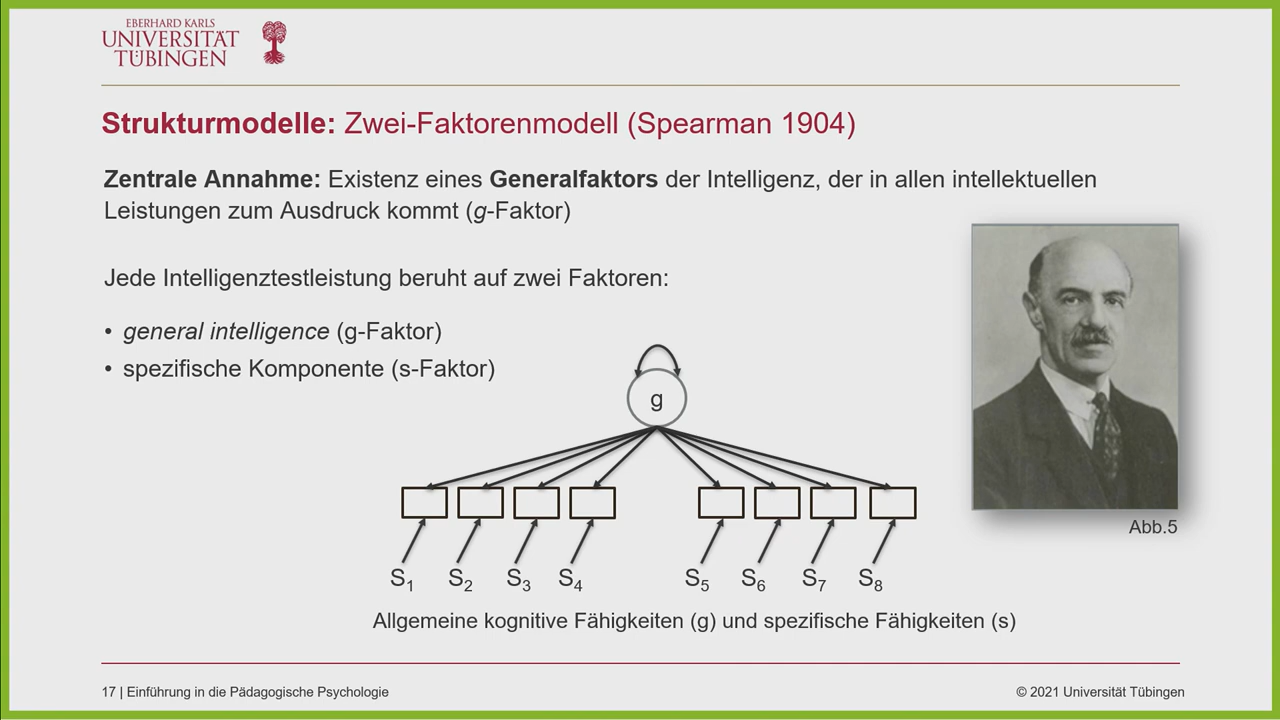 EBERHARD KARLS
UNIVERSITÄT
TÜBINGEN
Strukturmodelle: Zwei-Faktorenmodell (Spearman 1904)
Zentrale Annahme: Existenz eines Generalfaktors der Intelligenz, der in allen intellektuellen
Leistungen zum Ausdruck kommt (g-Faktor)
Jede Intelligenztestleistung beruht auf zwei Faktoren:
• general intelligence (g-Faktor)
• spezifische Komponente (s-Faktor)
g
Abb.5
S₁ S₂ S₃ S₄ S₅ S₆ S₇ S₈
Allgemeine kognitive Fähigkeiten (g) und spezifische Fähigkeiten (s)
17 | Einführung in die Pädagogische Psychologie
© 2021 Universität Tübingen